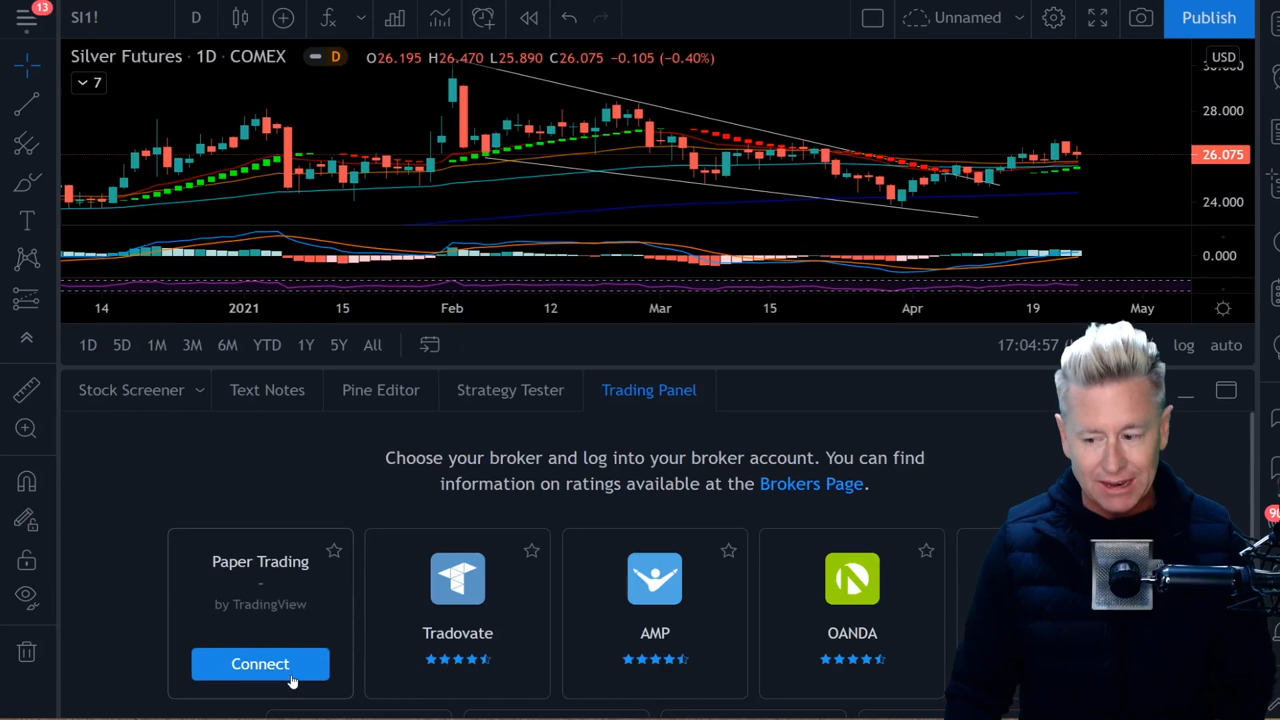 13
SI1!
D
Unnamed
Publish
Silver Futures · 1D · COMEX
D O26.195 H26.470 L25.890 C26.075 -0.105 (-0.40%)
USD
7
28.000
26.075
24.000
0.000
14 2021 15 Feb 12 Mar 15 Apr 19 May
1D 5D 1M 3M 6M YTD 1Y 5Y All
17:04:57
log auto
Stock Screener Text Notes Pine Editor Strategy Tester Trading Panel
Choose your broker and log into your broker account. You can find
information on ratings available at the Brokers Page.
Paper Trading
-
by TradingView
Connect
Tradovate
AMP
OANDA